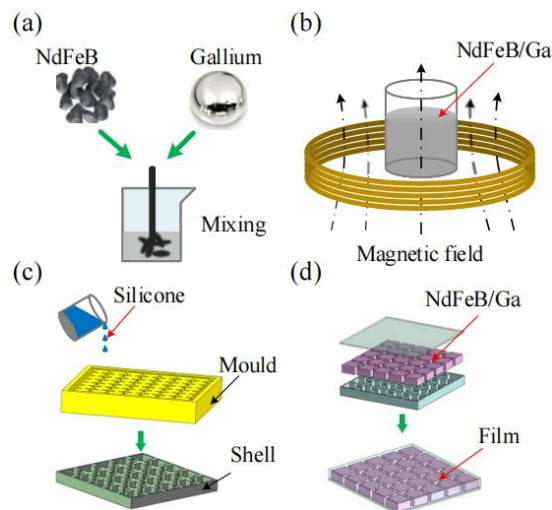 (a)
NdFeB
Gallium
Mixing
(b)
NdFeB/Ga
Magnetic field
(c)
Silicone
Mould
Shell
(d)
NdFeB/Ga
Film